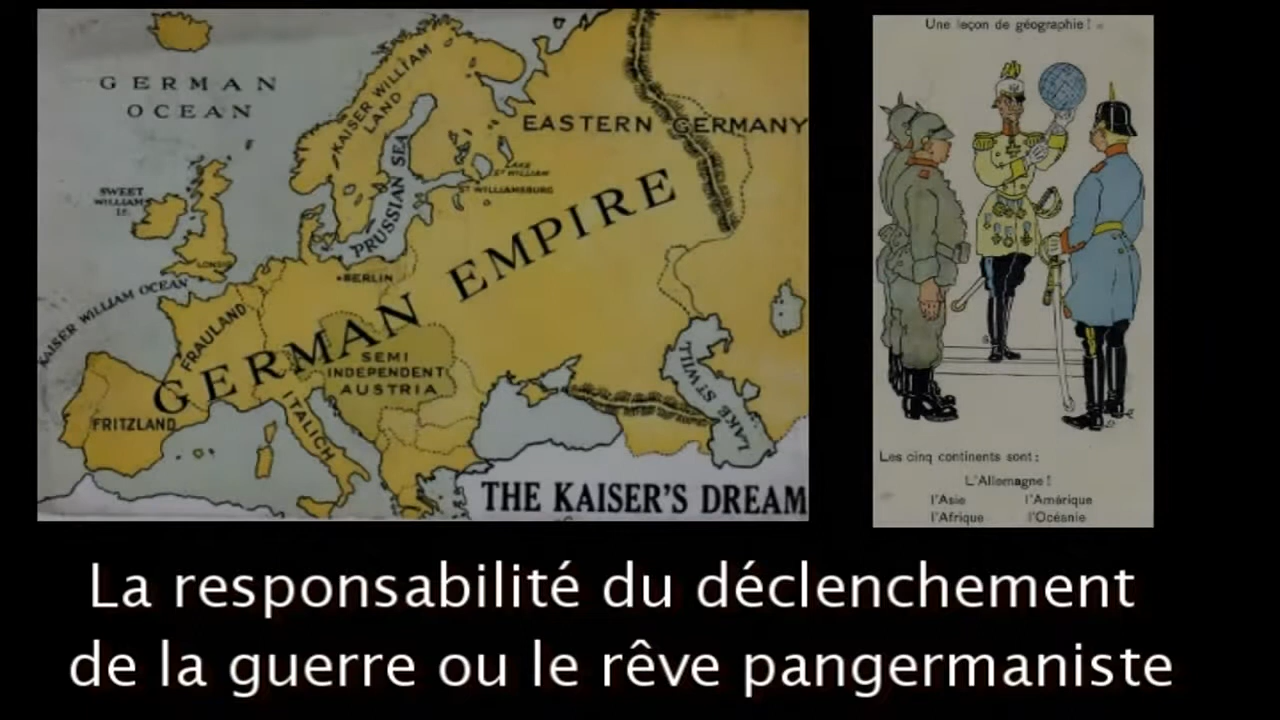 GERMAN
OCEAN
KAISER WILLIAM
LAND
EASTERN GERMANY
PRUSSIAN SEA
LAKE
ST WILLIAM
ST WILLIAMSBURG
SWEET
WILLIAM
LONDON
KAISER WILLIAM OCEAN
BERLIN
FRAULAND
GERMAN EMPIRE
SEMI
INDEPENDENT
AUSTRIA
FRITZLAND
ITALICH
LAKE ST WILL
THE KAISER'S DREAM
Une leçon de géographie !
Les cinq continents sont :
L'Allemagne !
l'Asie l'Amérique
l'Afrique l'Océanie
La responsabilité du déclenchement
de la guerre ou le rêve pangermaniste